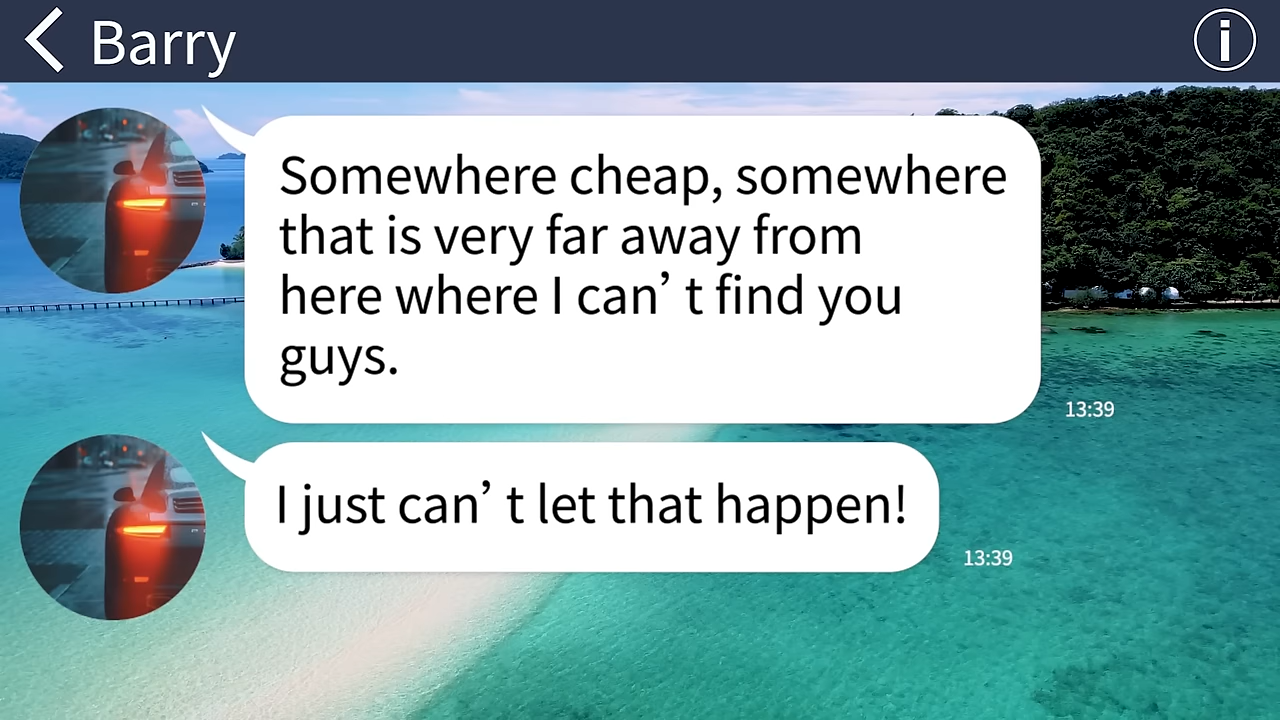 Barry
Somewhere cheap, somewhere
that is very far away from
here where I can’t find you
guys.
13:39
I just can’t let that happen!
13:39